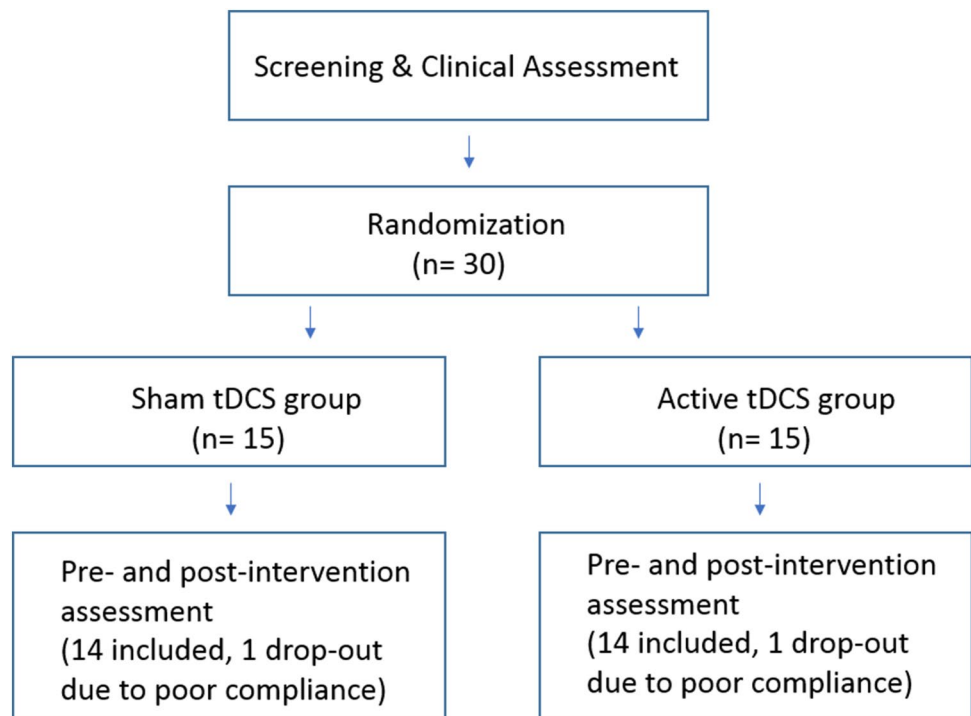 Screening & Clinical Assessment
Randomization
(n= 30)
Sham tDCS group
(n= 15)
Active tDCS group
(n= 15)
Pre- and post-intervention
assessment
(14 included, 1 drop-out
due to poor compliance)
Pre- and post-intervention
assessment
(14 included, 1 drop-out
due to poor compliance)